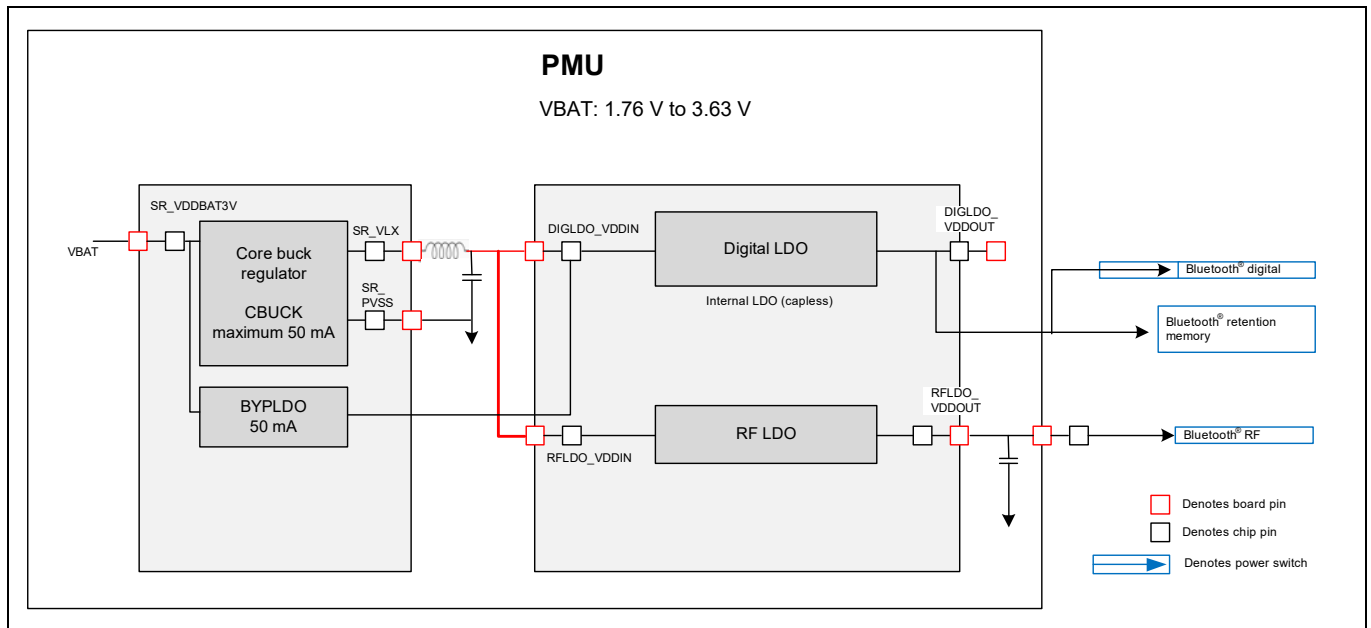 PMU
VBAT: 1.76 V to 3.63 V
SR_VDDBAT3V
VBAT
Core buck
regulator
CBUCK
maximum 50 mA
SR_VLX
SR_
PVSS
BYPLDO
50 mA
DIGLDO_VDDIN
Digital LDO
Internal LDO (capless)
DIGLDO_
VDDOUT
RFLDO_VDDIN
RF LDO
RFLDO_
VDDOUT
Bluetooth® digital
Bluetooth® retention
memory
Bluetooth® RF
Denotes board pin
Denotes chip pin
Denotes power switch